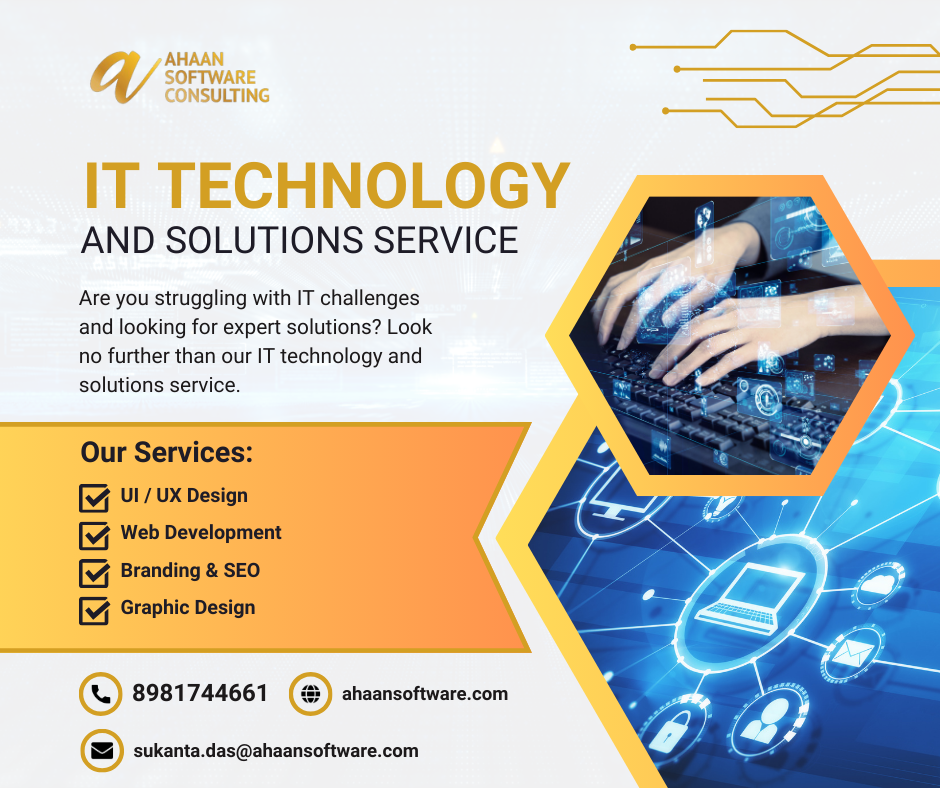 AHAAN
SOFTWARE
CONSULTING
IT TECHNOLOGY
AND SOLUTIONS SERVICE
Are you struggling with IT challenges
and looking for expert solutions? Look
no further than our IT technology and
solutions service.
Our Services:
UI / UX Design
Web Development
Branding & SEO
Graphic Design
8981744661
ahaansoftware.com
sukanta.das@ahaansoftware.com